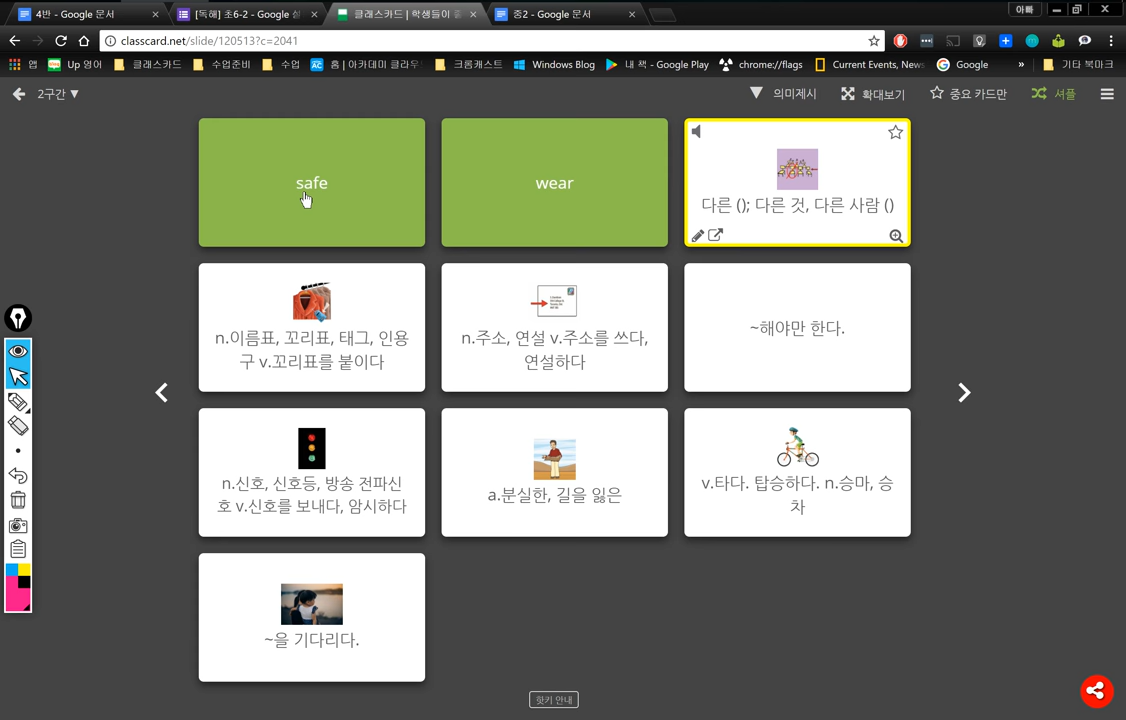 4반 - Google 문서
[독해] 초6-2 - Google 설
클래스카드 | 학생들이 좋
중2 - Google 문서
아빠
classcard.net/slide/120513?c=2041
앱
Up 영어
클래스카드
수업준비
수업
홈 | 아카데미 클라우
크롬캐스트
Windows Blog
내 책 - Google Play
chrome://flags
Current Events, News
Google
»
기타 북마크
2구간 ▼
의미제시
확대보기
중요 카드만
셔플
safe
wear
다른 (); 다른 것, 다른 사람 ()
n.이름표, 꼬리표, 태그, 인용
구 v.꼬리표를 붙이다
n.주소, 연설 v.주소를 쓰다,
연설하다
~해야만 한다.
n.신호, 신호등, 방송 전파신
호 v.신호를 보내다, 암시하다
a.분실한, 길을 잃은
v.타다. 탑승하다. n.승마, 승
차
~을 기다리다.
핫키 안내